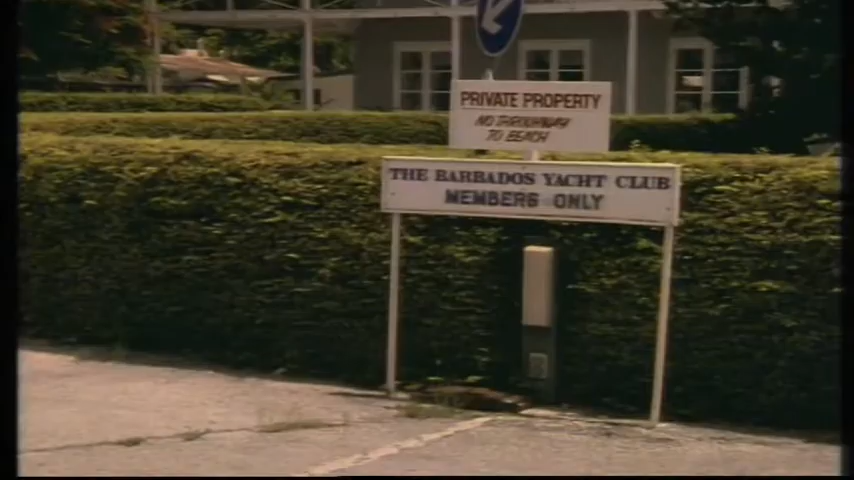 PRIVATE PROPERTY
NO THROUGHWAY
TO BEACH
THE BARBADOS YACHT CLUB
MEMBERS ONLY